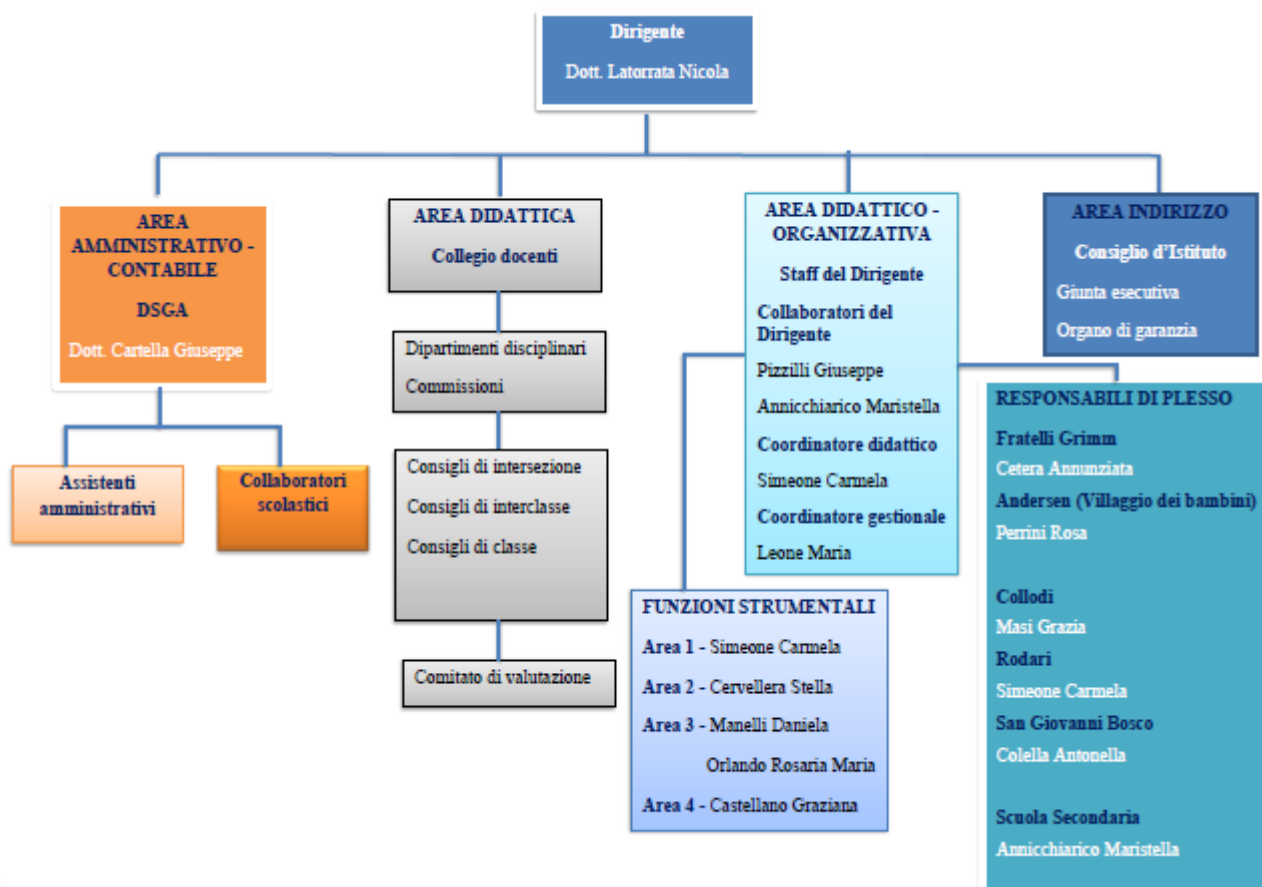 Dirigente
Dott. Latorrata Nicola
AREA
AMMINISTRATIVO -
CONTABILE
DSGA
Dott. Cartella Giuseppe
Assistenti
amministrativi
Collaboratori
scolastici
AREA DIDATTICA
Collegio docenti
Dipartimenti disciplinari
Commissioni
Consigli di intersezione
Consigli di interclasse
Consigli di classe
Comitato di valutazione
AREA DIDATTICO -
ORGANIZZATIVA
Staff del Dirigente
Collaboratori del
Dirigente
Pizzilli Giuseppe
Annicchiarico Maristella
Coordinatore didattico
Simeone Carmela
Coordinatore gestionale
Leone Maria
FUNZIONI STRUMENTALI
Area 1 - Simeone Carmela
Area 2 - Cervellera Stella
Area 3 - Manelli Daniela
Orlando Rosaria Maria
Area 4 - Castellano Graziana
AREA INDIRIZZO
Consiglio d’Istituto
Giunta esecutiva
Organo di garanzia
RESPONSABILI DI PLESSO
Fratelli Grimm
Cetera Annunziata
Andersen (Villaggio dei bambini)
Perrini Rosa
Collodi
Masi Grazia
Rodari
Simeone Carmela
San Giovanni Bosco
Colella Antonella
Scuola Secondaria
Annicchiarico Maristella